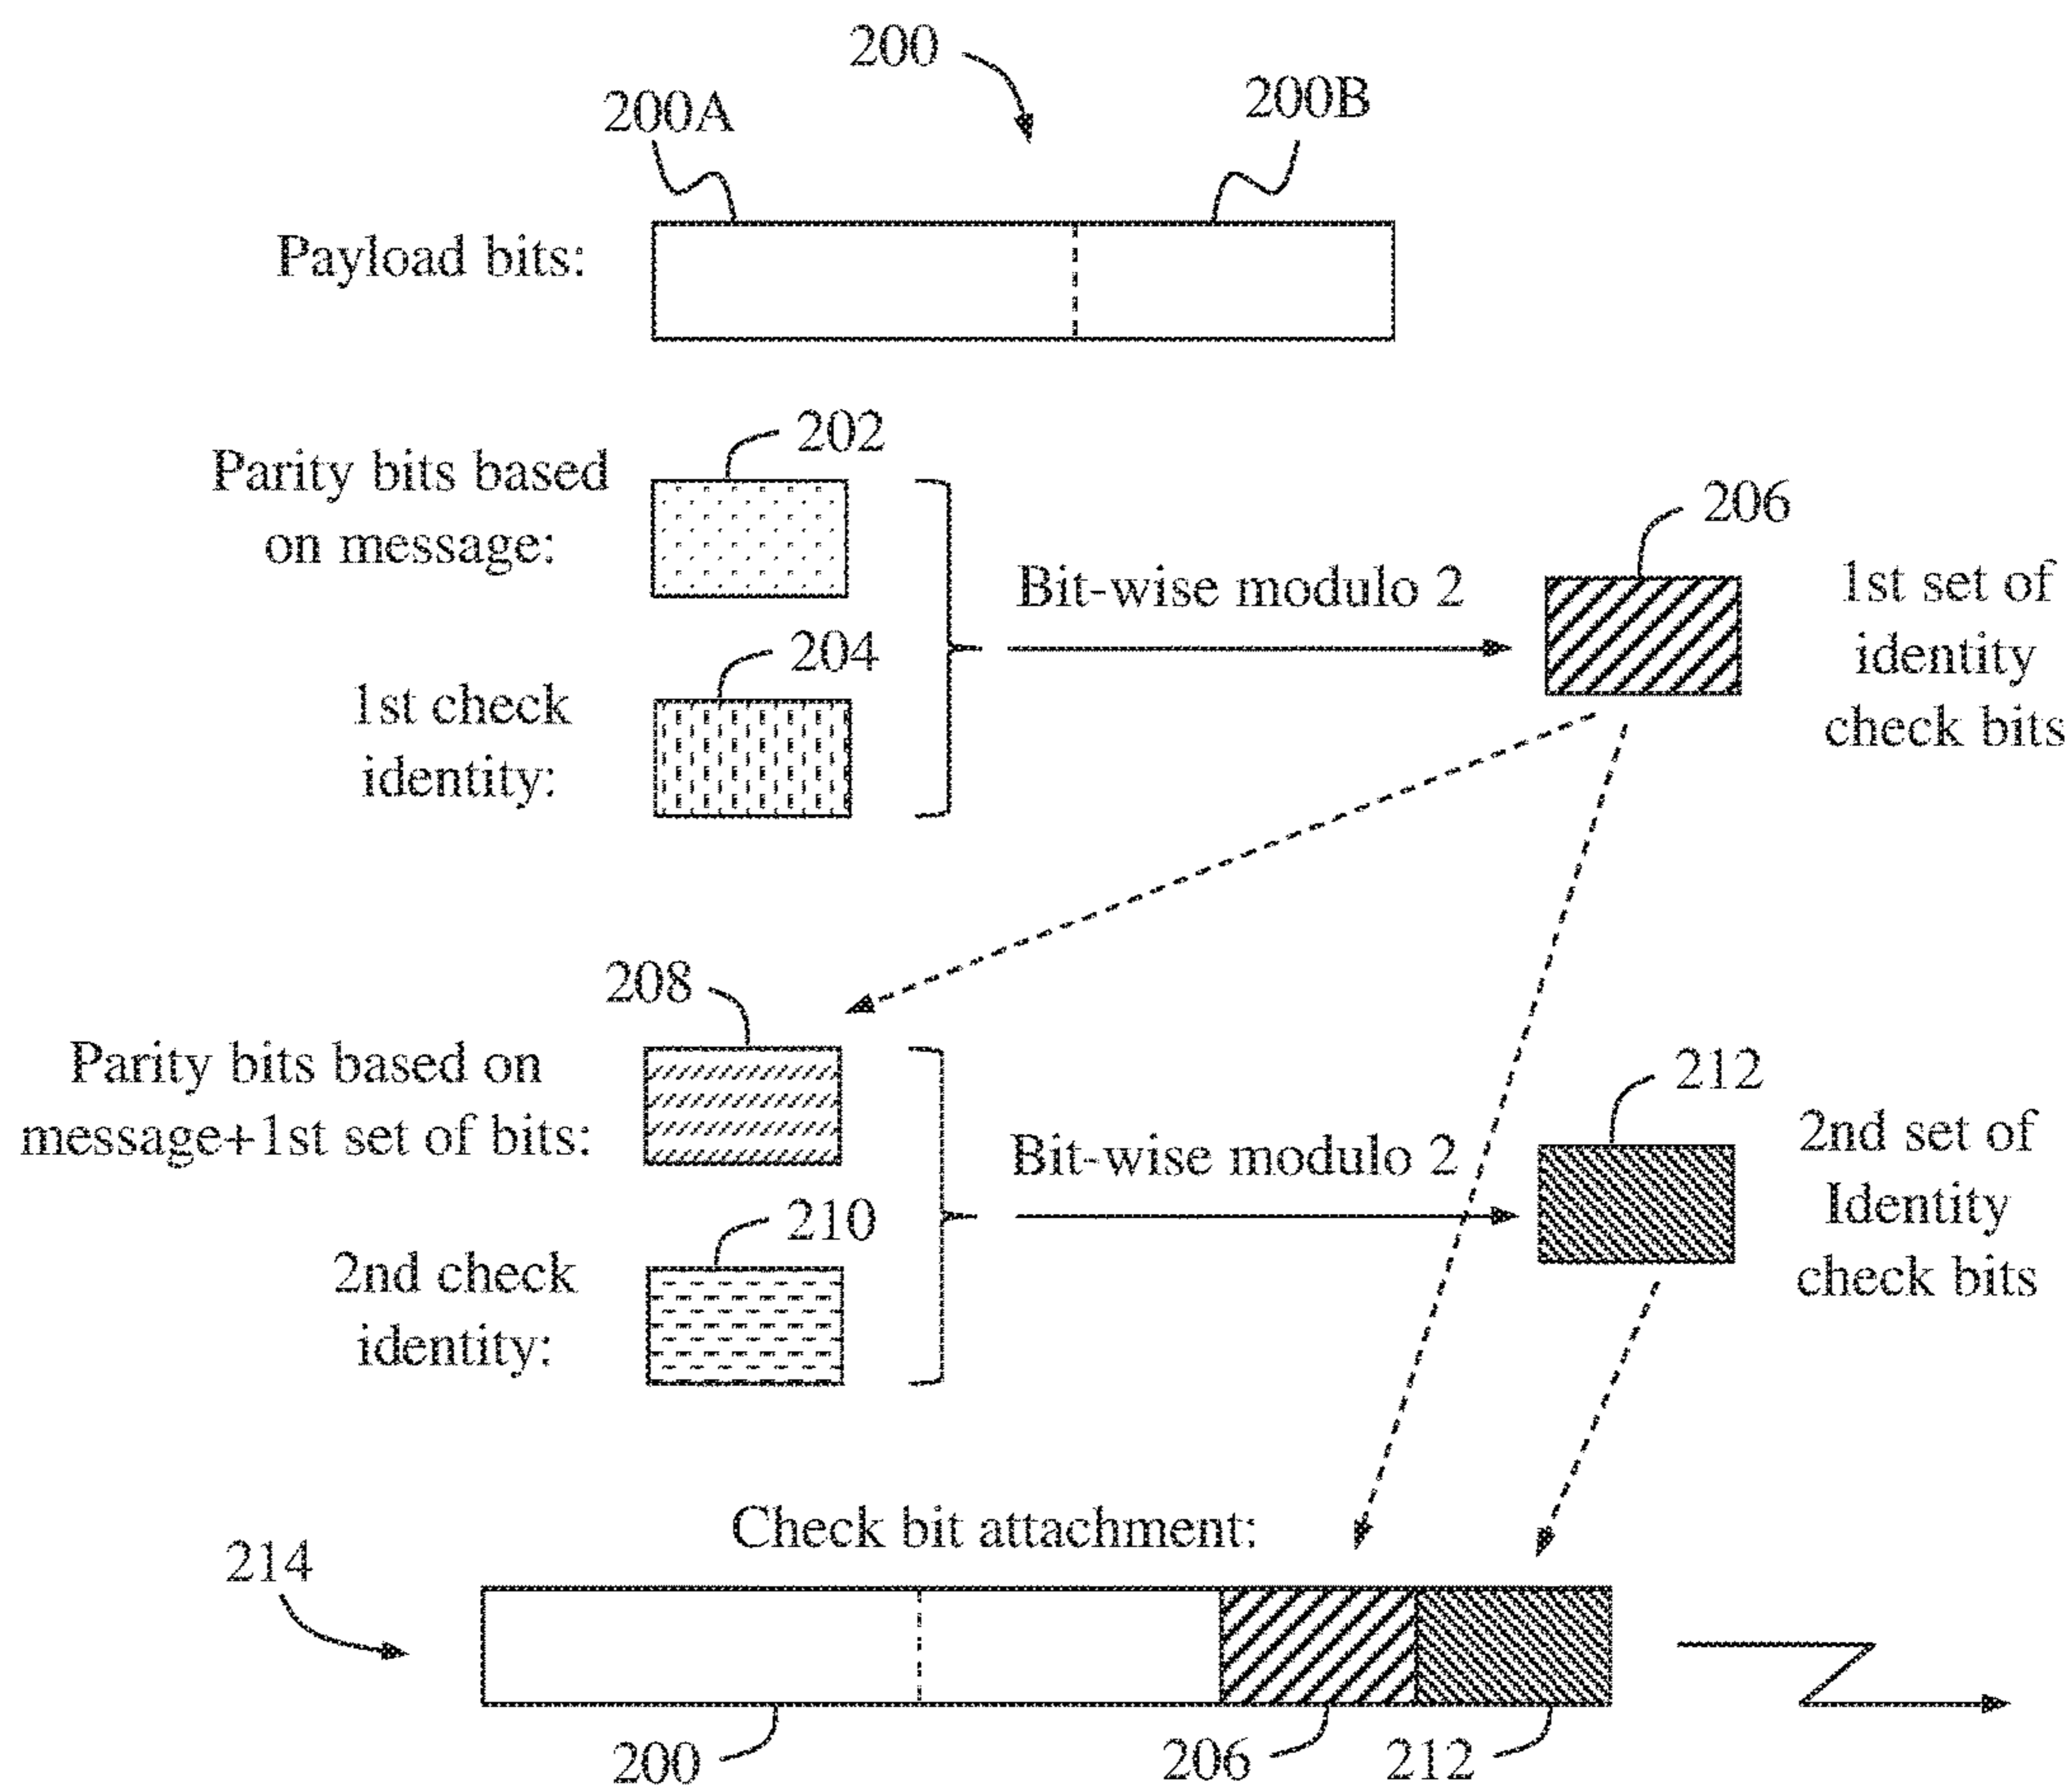 200
200A
200B
Payload bits:
202
Parity bits based
on message:
206
Bit-wise modulo 2
1st set of
identity
check bits
204
1st check
identity:
208
Parity bits based on
message+1st set of bits:
212
Bit-wise modulo 2
2nd set of
Identity
check bits
210
2nd check
identity:
Check bit attachment:
214
200
206
212